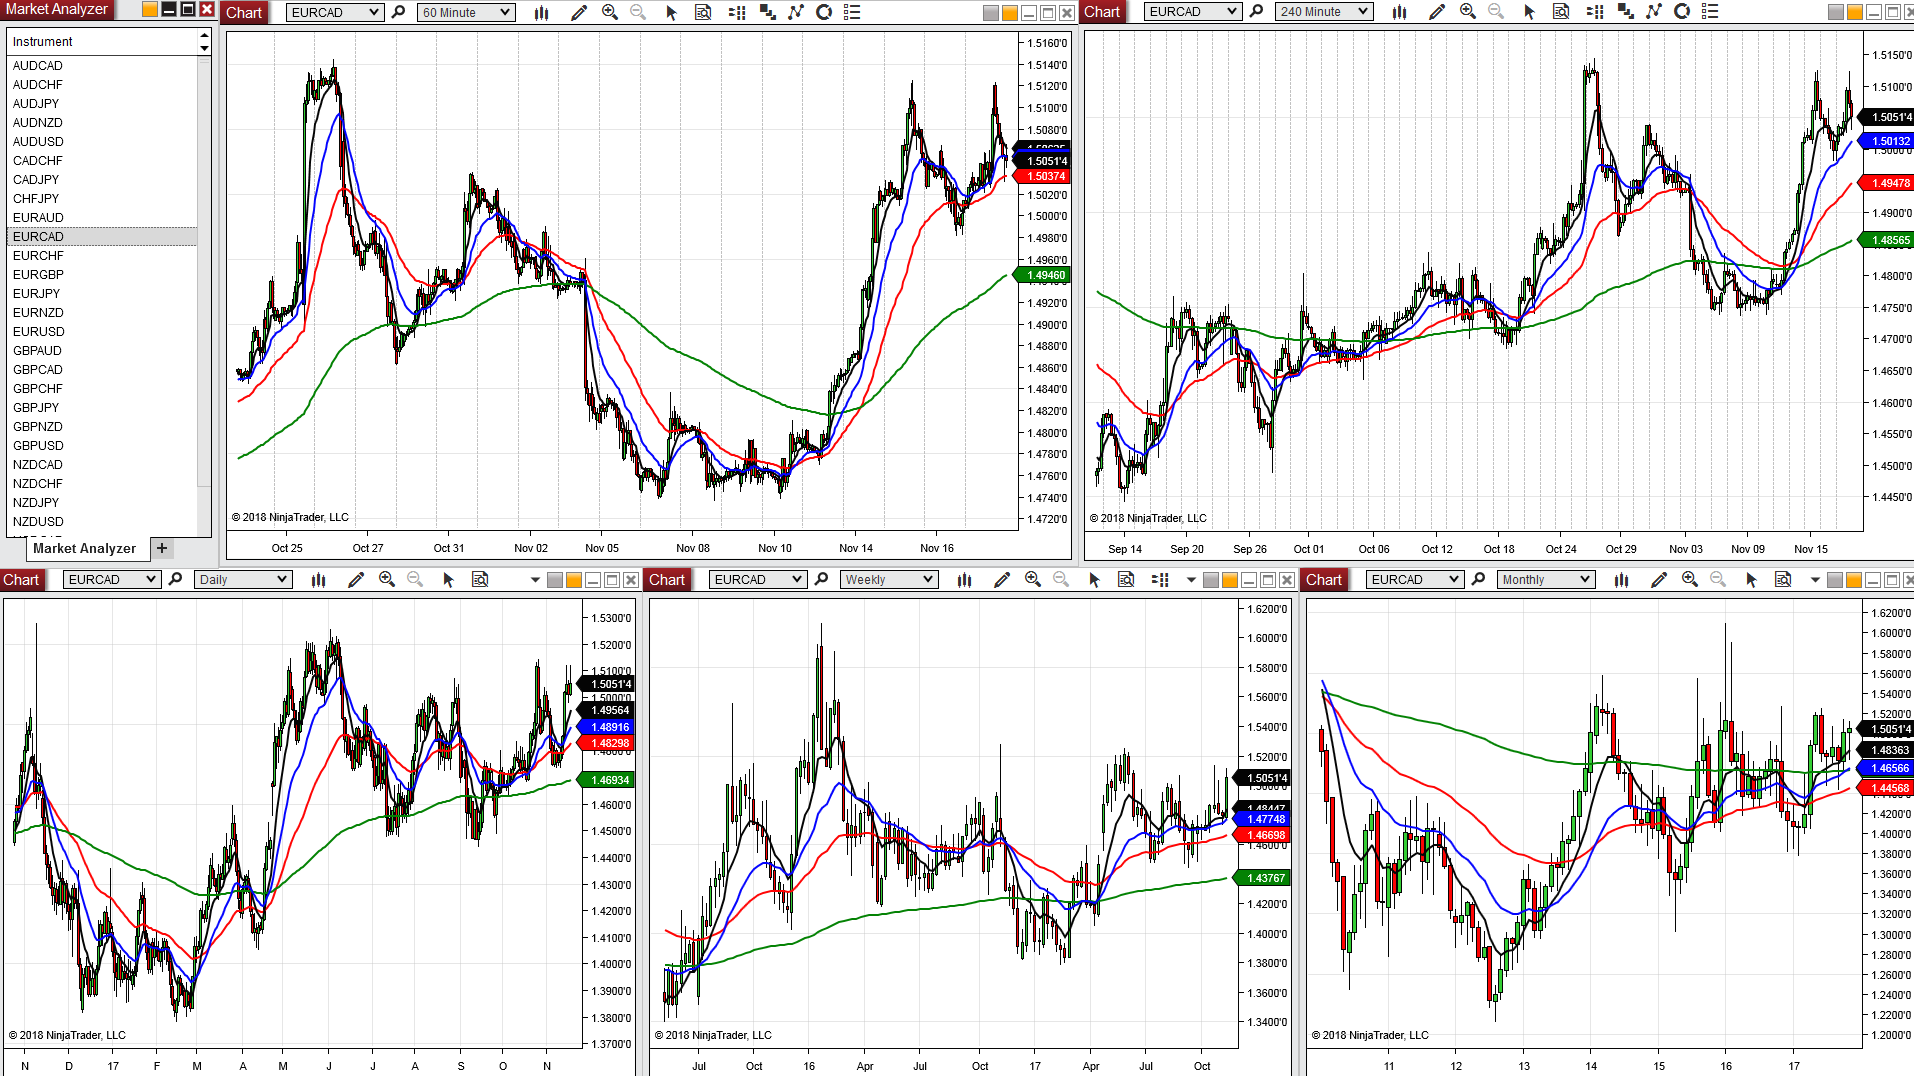 Market Analyzer
Instrument
AUDCAD
AUDCHF
AUDJPY
AUDNZD
AUDUSD
CADCHF
CADJPY
CHFJPY
EURAUD
EURCAD
EURCHF
EURGBP
EURJPY
EURNZD
EURUSD
GBPAUD
GBPCAD
GBPCHF
GBPJPY
GBPNZD
GBPUSD
NZDCAD
NZDCHF
NZDJPY
NZDUSD
Market Analyzer +
Chart EURCAD 60 Minute
1.5160'0
1.5140'0
1.5120'0
1.5100'0
1.5080'0
1.5051'4
1.50374
1.5020'0
1.5000'0
1.4980'0
1.4960'0
1.49460
1.4920'0
1.4900'0
1.4880'0
1.4860'0
1.4840'0
1.4820'0
1.4800'0
1.4780'0
1.4760'0
1.4740'0
1.4720'0
© 2018 NinjaTrader, LLC
Oct 25 Oct 27 Oct 31 Nov 02 Nov 05 Nov 08 Nov 10 Nov 14 Nov 16
Chart EURCAD 240 Minute
1.5150'0
1.5100'0
1.5051'4
1.50132
1.5000'0
1.49478
1.4900'0
1.48565
1.4800'0
1.4750'0
1.4700'0
1.4650'0
1.4600'0
1.4550'0
1.4500'0
1.4450'0
© 2018 NinjaTrader, LLC
Sep 14 Sep 20 Sep 26 Oct 01 Oct 06 Oct 12 Oct 18 Oct 24 Oct 29 Nov 03 Nov 09 Nov 15
Chart EURCAD Daily
1.5300'0
1.5200'0
1.5100'0
1.5051'4
1.5000'0
1.49564
1.48916
1.48298
1.4800'0
1.46934
1.4600'0
1.4500'0
1.4400'0
1.4300'0
1.4200'0
1.4100'0
1.4000'0
1.3900'0
1.3800'0
1.3700'0
© 2018 NinjaTrader, LLC
N D 17 F M A M J J A S O N
Chart EURCAD Weekly
1.6200'0
1.6000'0
1.5800'0
1.5600'0
1.5400'0
1.5200'0
1.5051'4
1.5000'0
1.48447
1.47748
1.46698
1.4600'0
1.43767
1.4200'0
1.4000'0
1.3800'0
1.3600'0
1.3400'0
© 2018 NinjaTrader, LLC
Jul Oct 16 Apr Jul Oct 17 Apr Jul Oct
Chart EURCAD Monthly
1.6200'0
1.6000'0
1.5800'0
1.5600'0
1.5400'0
1.5200'0
1.5051'4
1.48363
1.46566
1.44568
1.4200'0
1.4000'0
1.3800'0
1.3600'0
1.3400'0
1.3200'0
1.3000'0
1.2800'0
1.2600'0
1.2400'0
1.2200'0
1.2000'0
© 2018 NinjaTrader, LLC
11 12 13 14 15 16 17